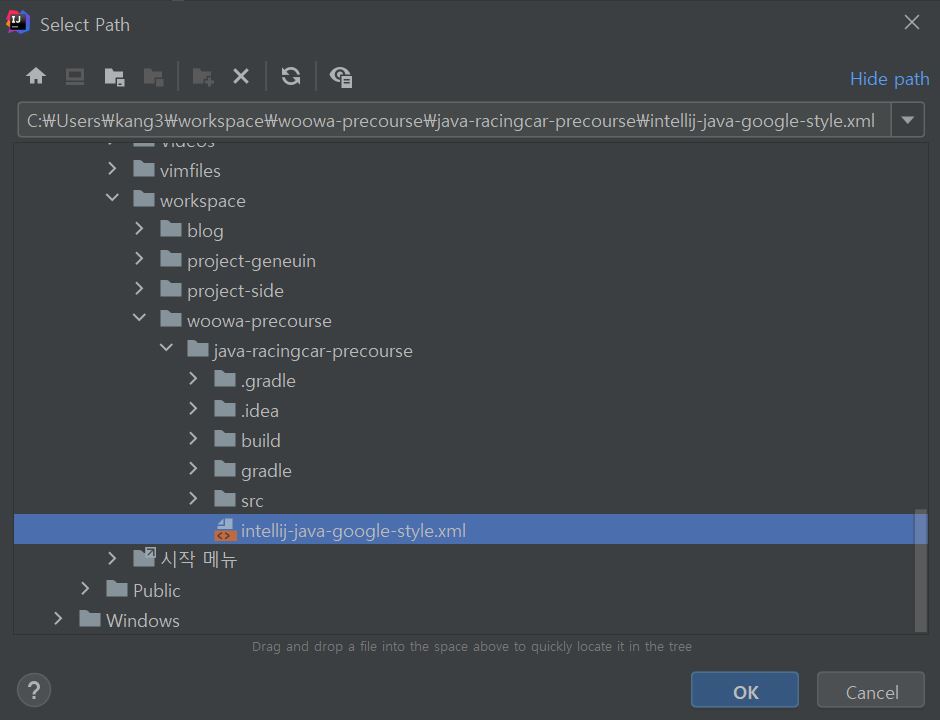 IJ
Select Path
Hide path
C:₩Users₩kang3₩workspace₩woowa-precourse₩java-racingcar-precourse₩intellij-java-google-style.xml
Videos
vimfiles
workspace
blog
project-geneuin
project-side
woowa-precourse
java-racingcar-precourse
.gradle
.idea
build
gradle
src
intellij-java-google-style.xml
시작 메뉴
Public
Windows
Drag and drop a file into the space above to quickly locate it in the tree
?
OK
Cancel